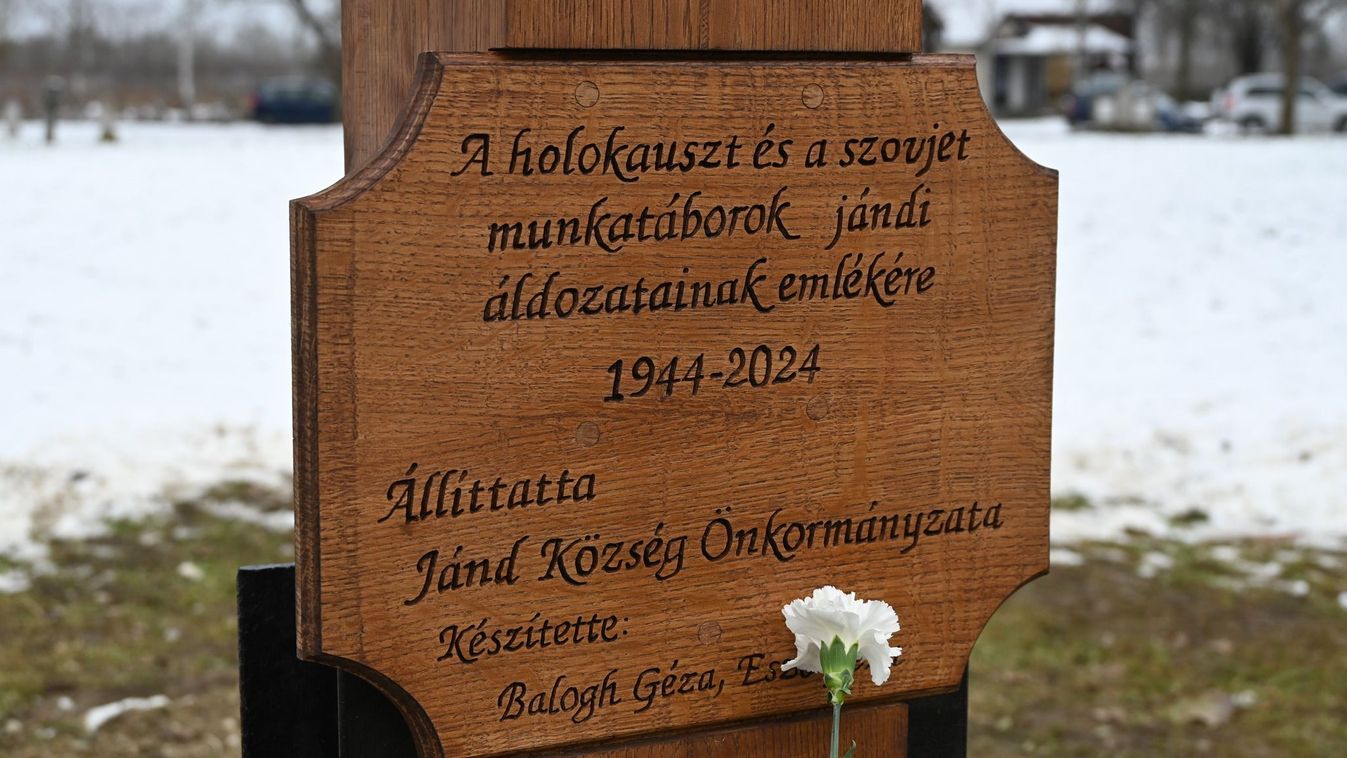 A holokauszt és a szovjet
munkatáborok jándi
áldozatainak emlékére
1944-2024
Állíttatta
Jánd Község Önkormányzata
Készítette:
Balogh Géza,